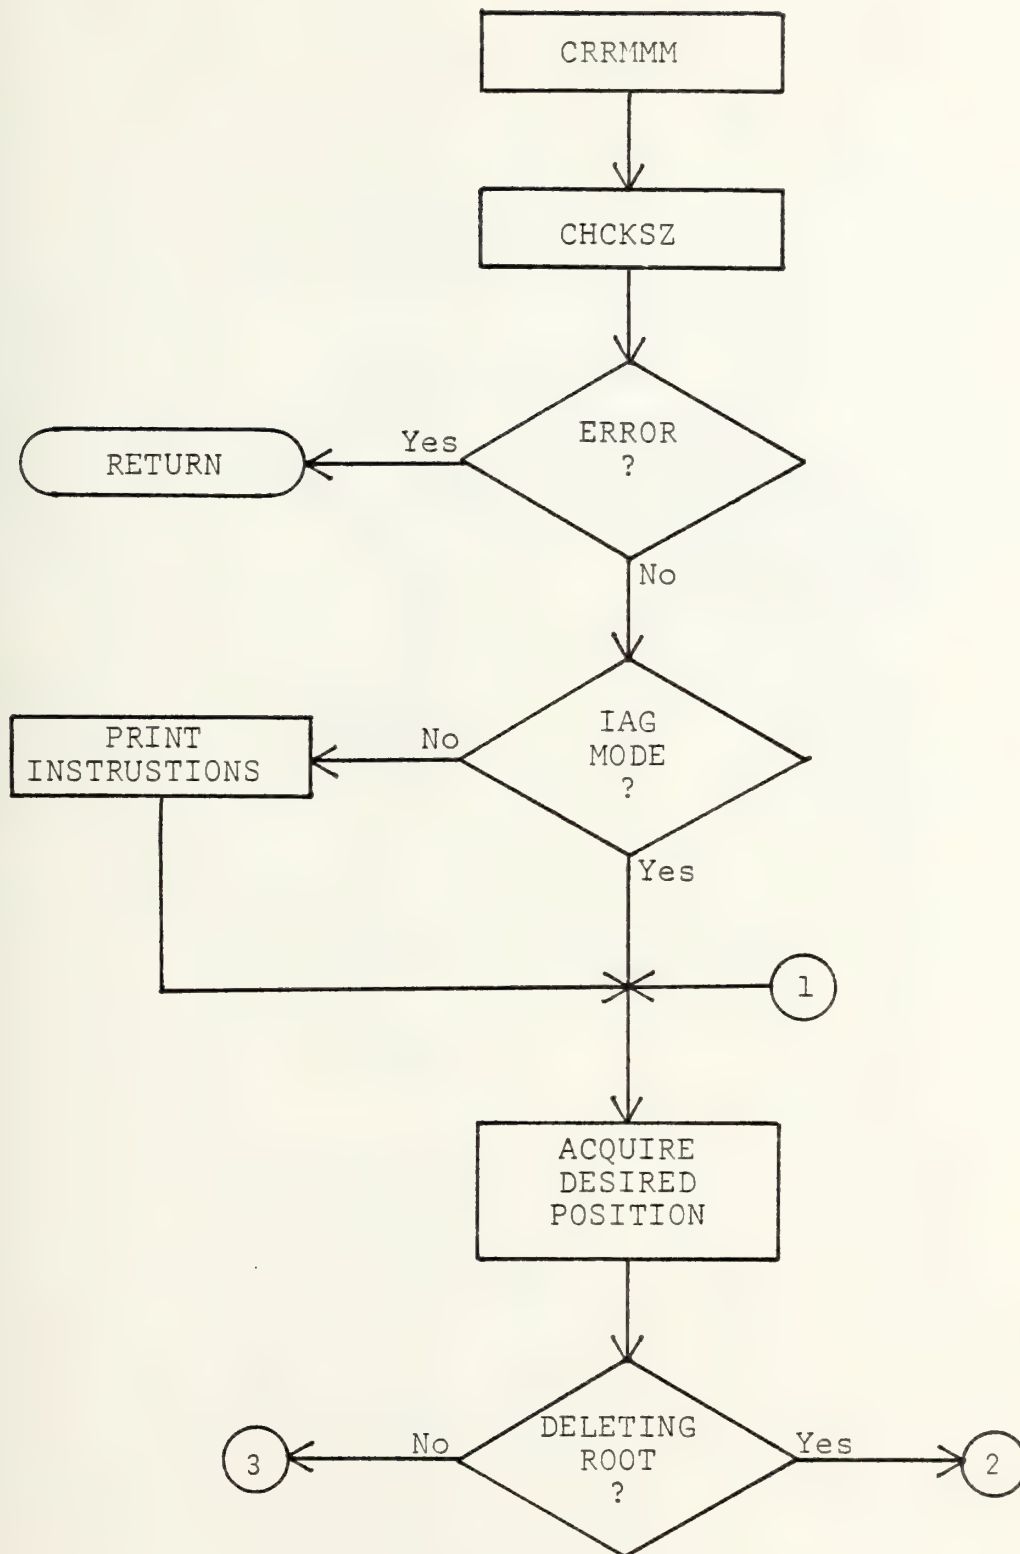 CRRMMM
CHCKSZ
ERROR
?
Yes
RETURN
No
IAG
MODE
?
No
PRINT
INSTRUSTIONS
Yes
1
ACQUIRE
DESIRED
POSITION
DELETING
ROOT
?
No
3
Yes
2